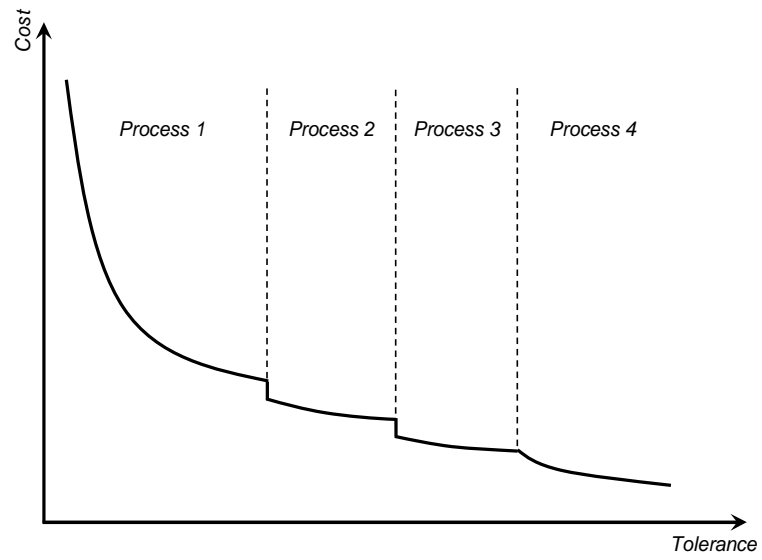 Cost
Process 1
Process 2
Process 3
Process 4
Tolerance